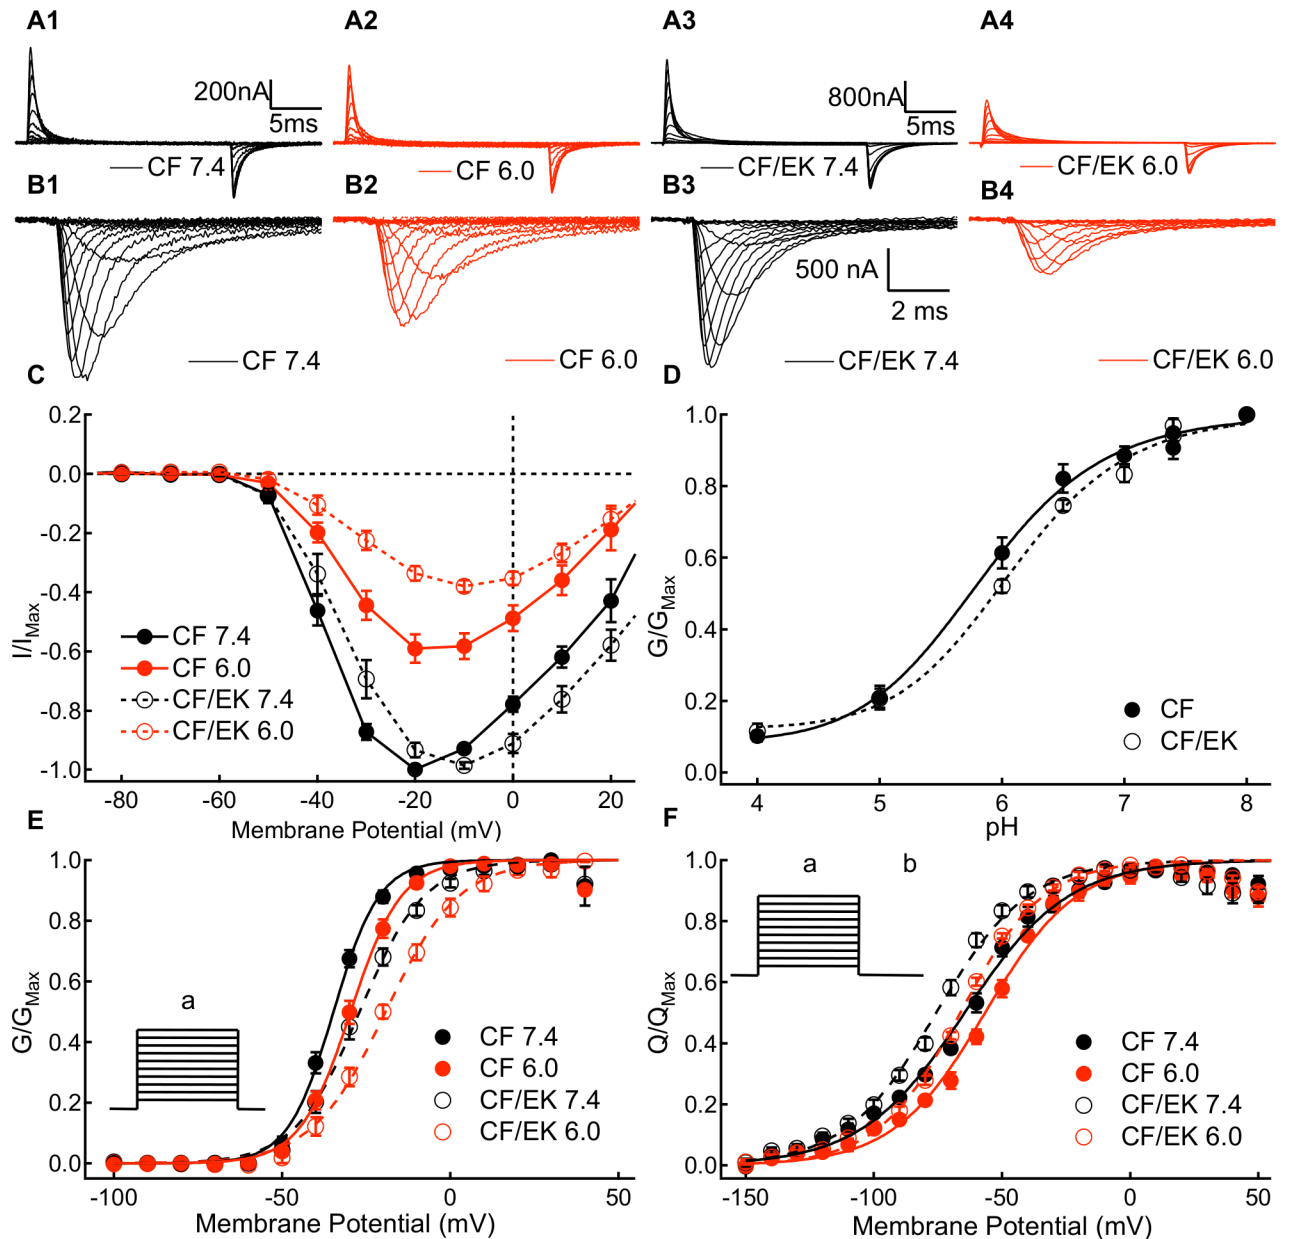 A1
A2
A3
A4
200nA
5ms
800nA
5ms
CF 7.4
CF 6.0
CF/EK 7.4
CF/EK 6.0
B1
B2
B3
B4
500 nA
2 ms
CF 7.4
CF 6.0
CF/EK 7.4
CF/EK 6.0
C
0.2
0.0
-0.2
-0.4
-0.6
-0.8
-1.0
I/IMax
CF 7.4
CF 6.0
CF/EK 7.4
CF/EK 6.0
-80 -60 -40 -20 0 20
Membrane Potential (mV)
D
1.0
0.8
0.6
0.4
0.2
0.0
G/GMax
CF
CF/EK
4 5 6 7 8
pH
E
1.0
0.8
0.6
0.4
0.2
0.0
G/GMax
a
CF 7.4
CF 6.0
CF/EK 7.4
CF/EK 6.0
-100 -50 0 50
Membrane Potential (mV)
F
1.0
0.8
0.6
0.4
0.2
0.0
Q/QMax
a b
CF 7.4
CF 6.0
CF/EK 7.4
CF/EK 6.0
-150 -100 -50 0 50
Membrane Potential (mV)